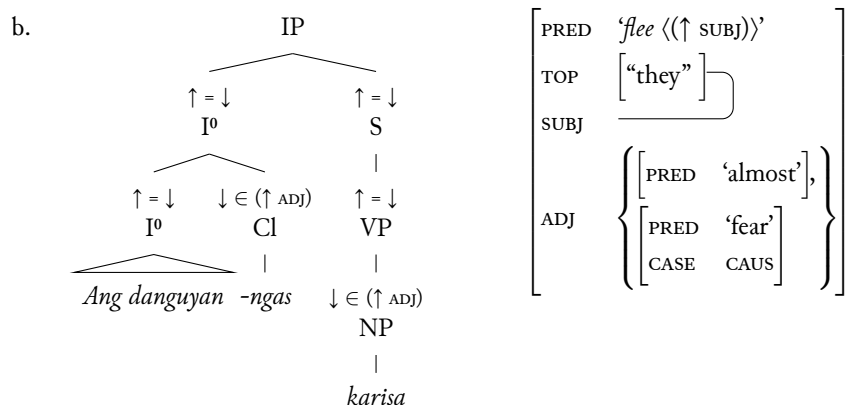 b.
IP
↑ = ↓ ↑ = ↓
I⁰ S
↑ = ↓ ↓ ∈ (↑ ADJ) ↑ = ↓
I⁰ Cl VP
Ang danguyan -ngas ↓ ∈ (↑ ADJ)
NP
karisa
PRED ‘flee ⟨(↑ SUBJ)⟩’
TOP [“they” ]
SUBJ
ADJ { [PRED ‘almost’],
[PRED ‘fear’
CASE CAUS] }